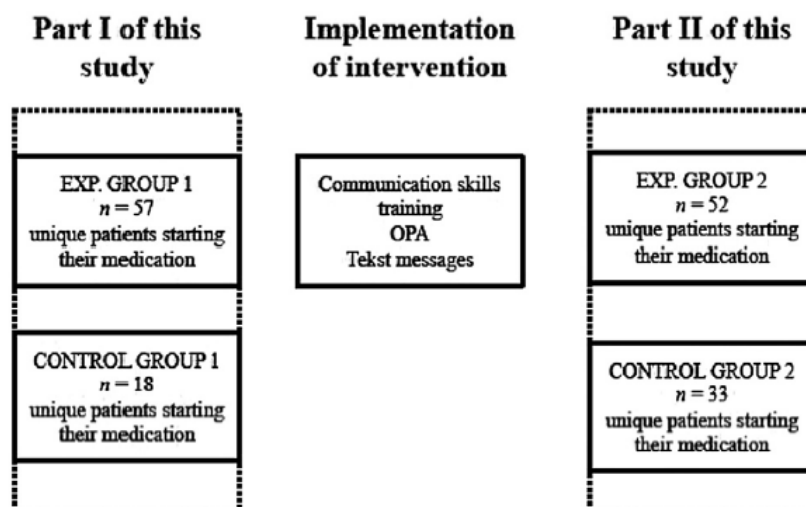 Part I of this
study
Implementation
of intervention
Part II of this
study
EXP. GROUP 1
n = 57
unique patients starting
their medication
Communication skills
training
OPA
Tekst messages
EXP. GROUP 2
n = 52
unique patients starting
their medication
CONTROL GROUP 1
n = 18
unique patients starting
their medication
CONTROL GROUP 2
n = 33
unique patients starting
their medication